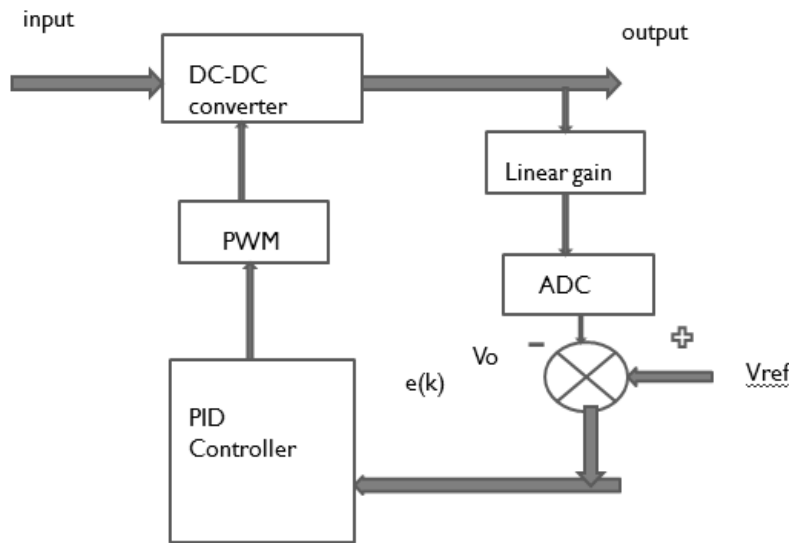 input
output
DC-DC
converter
Linear gain
PWM
ADC
Vo
Vref
e(k)
PID
Controller